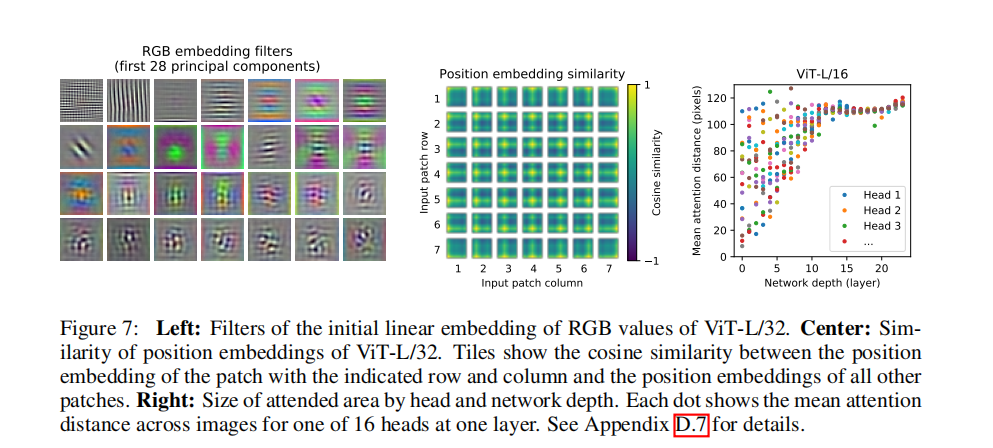 RGB embedding filters
(first 28 principal components)
Position embedding similarity
1
2
3
4
5
6
7
Input patch row
1 2 3 4 5 6 7
Input patch column
1
−1
Cosine similarity
ViT-L/16
120
100
80
60
40
20
0
Mean attention distance (pixels)
Head 1
Head 2
Head 3
...
0 5 10 15 20
Network depth (layer)
Figure 7: Left: Filters of the initial linear embedding of RGB values of ViT-L/32. Center: Sim-
ilarity of position embeddings of ViT-L/32. Tiles show the cosine similarity between the position
embedding of the patch with the indicated row and column and the position embeddings of all other
patches. Right: Size of attended area by head and network depth. Each dot shows the mean attention
distance across images for one of 16 heads at one layer. See Appendix D.7 for details.